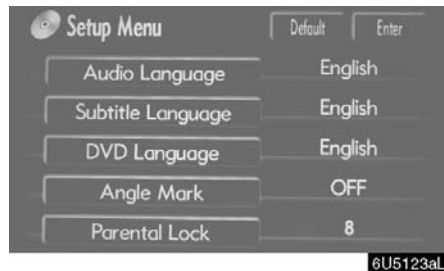 Setup Menu Default Enter
Audio Language English
Subtitle Language English
DVD Language English
Angle Mark OFF
Parental Lock 8
6U5123aL